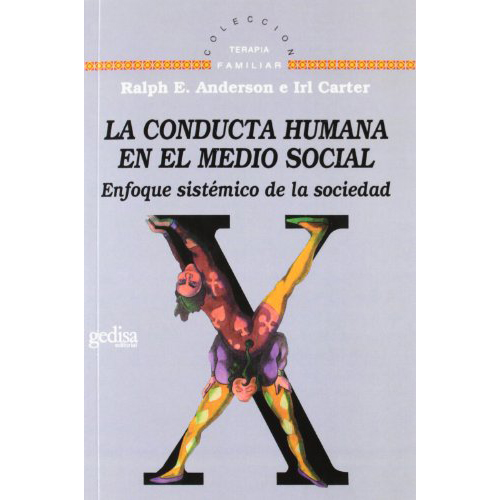 COLECCION
TERAPIA
FAMILIAR
Ralph E. Anderson e Irl Carter
LA CONDUCTA HUMANA
EN EL MEDIO SOCIAL
Enfoque sistémico de la sociedad
X
gedisa
editorial